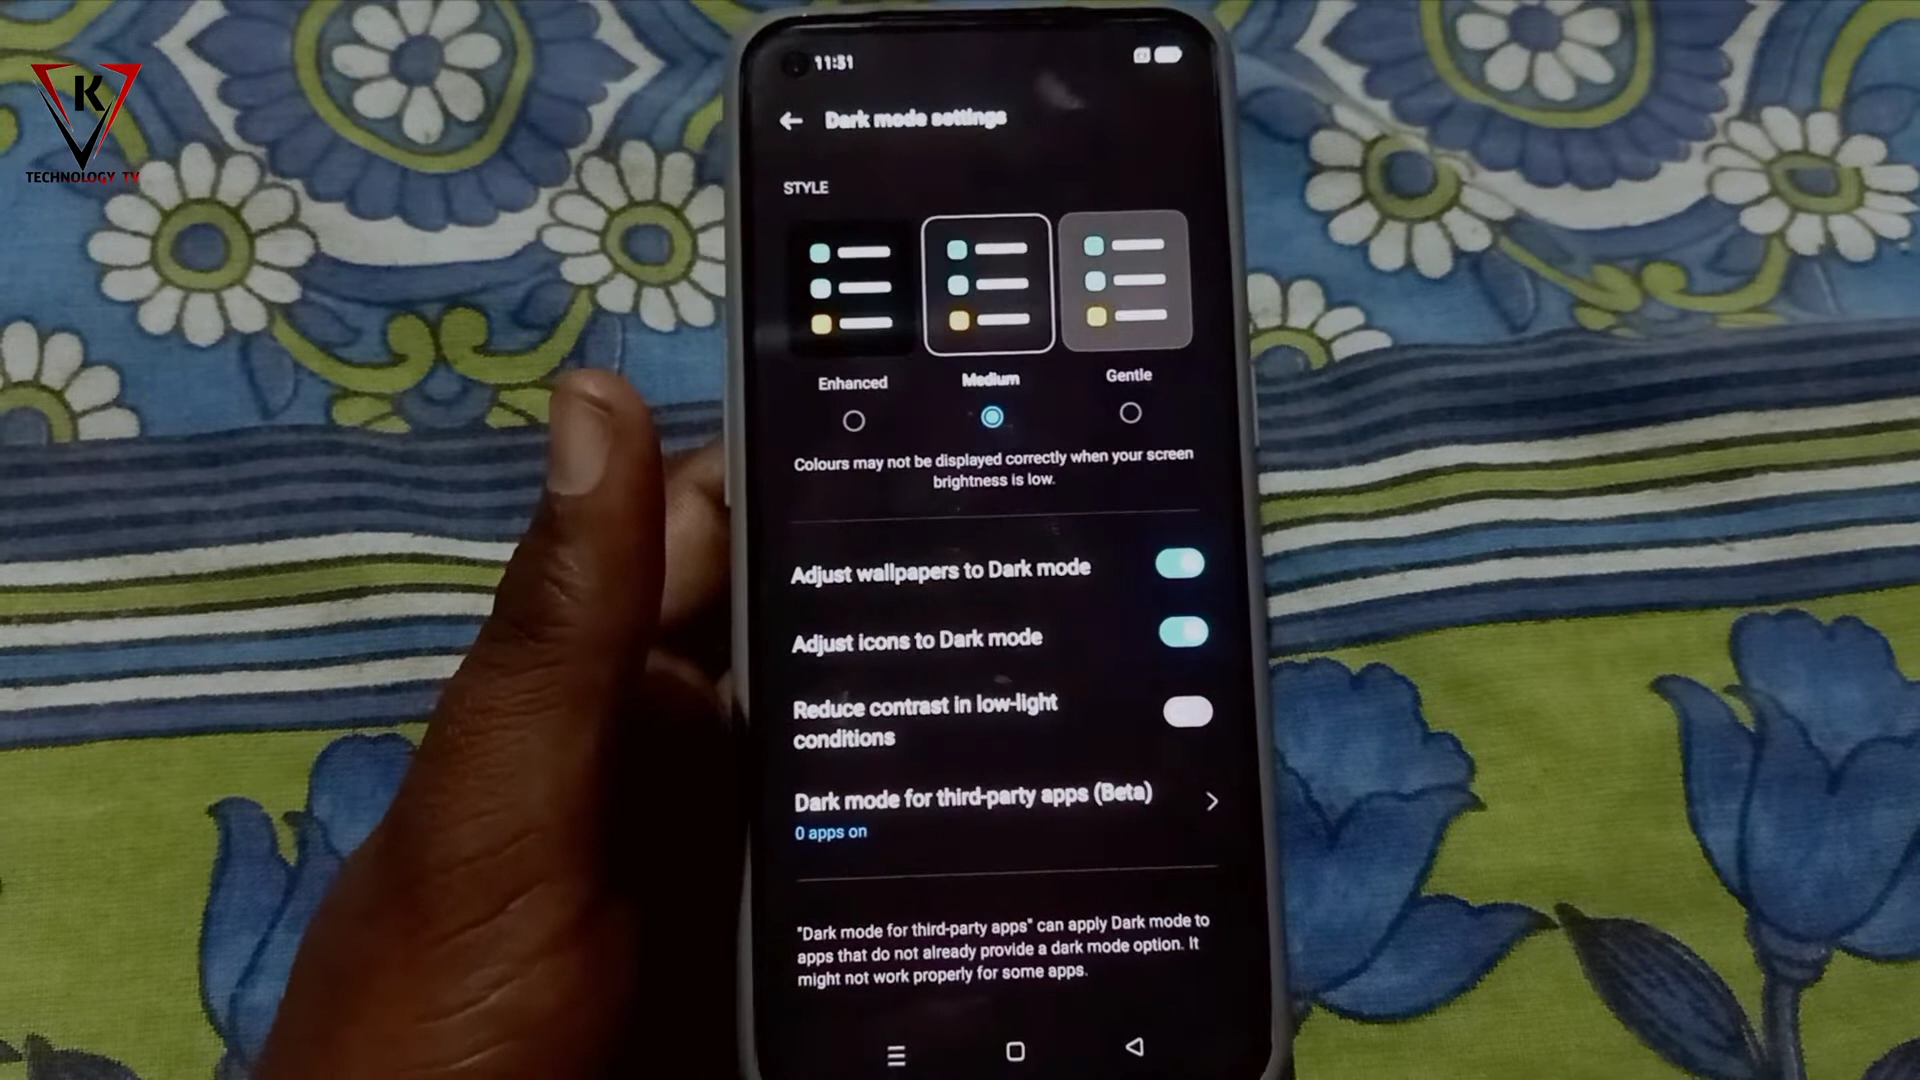 K
TECHNOLOGY TV
11:51
Dark mode settings
STYLE
Enhanced
Medium
Gentle
Colours may not be displayed correctly when your screen
brightness is low.
Adjust wallpapers to Dark mode
Adjust icons to Dark mode
Reduce contrast in low-light
conditions
Dark mode for third-party apps (Beta)
0 apps on
"Dark mode for third-party apps" can apply Dark mode to
apps that do not already provide a dark mode option. It
might not work properly for some apps.